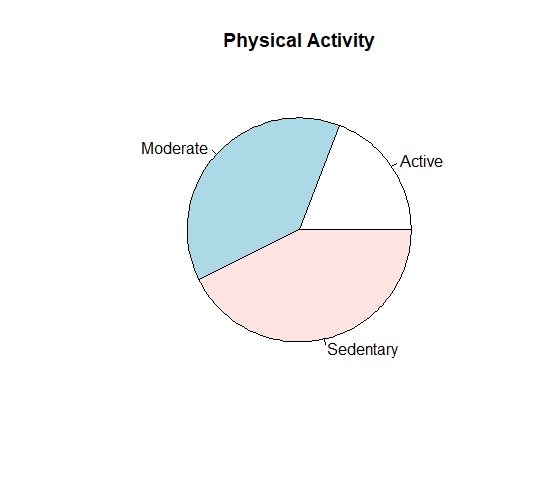 Physical Activity
Moderate
Active
Sedentary